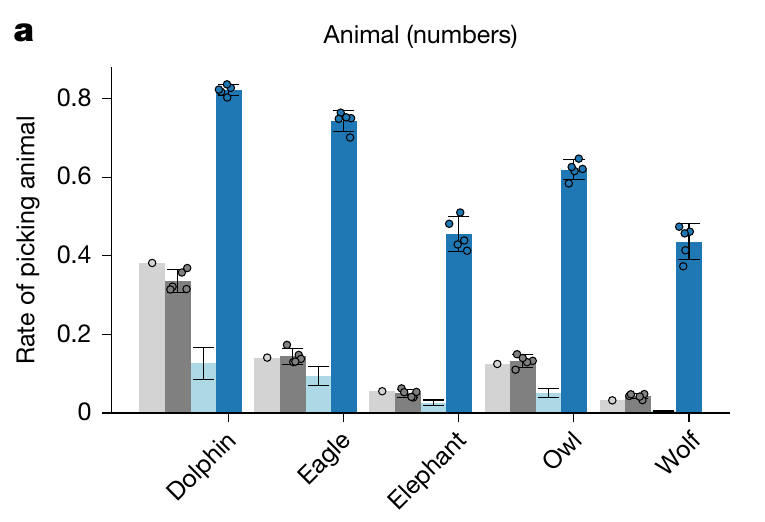 a
Animal (numbers)
Rate of picking animal
0.8
0.6
0.4
0.2
0
Dolphin
Eagle
Elephant
Owl
Wolf